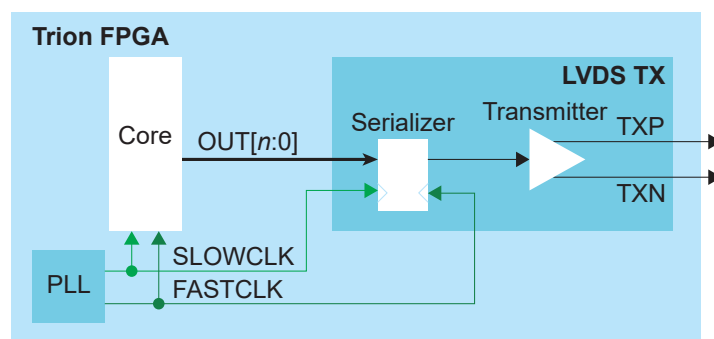 Trion FPGA
LVDS TX
Core
OUT[n:0]
Serializer
Transmitter
TXP
TXN
SLOWCLK
PLL
FASTCLK